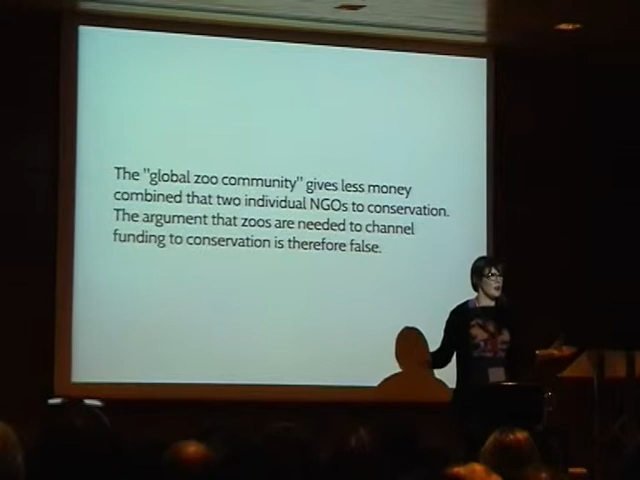 The "global zoo community" gives less money
combined that two individual NGOs to conservation.
The argument that zoos are needed to channel
funding to conservation is therefore false.